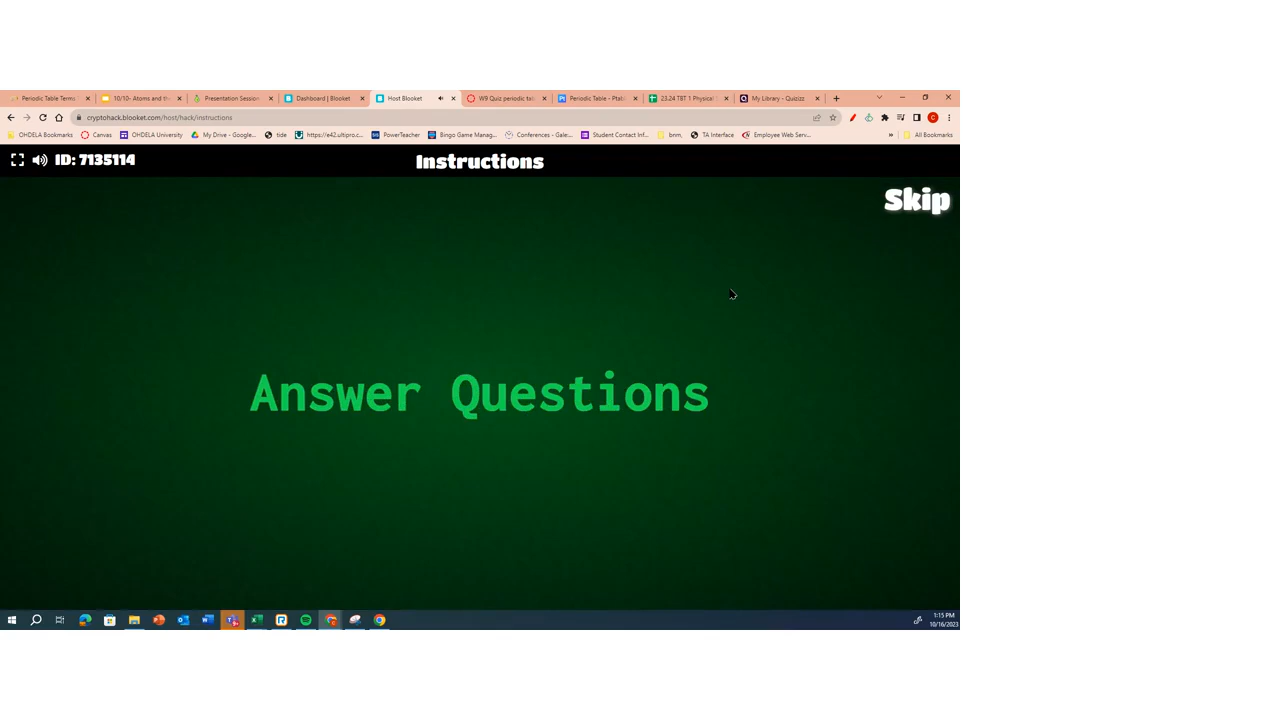 Periodic Table Terms
10/10- Atoms and th
Presentation Session
Dashboard | Blooket
Host Blooket
W9 Quiz periodic ta
Periodic Table - Ptab
23.24 TBT 1 Physical
My Library - Quizizz
cryptohack.blooket.com/host/hack/instructions
OHDELA Bookmarks
Canvas
OHDELA University
My Drive - Google...
tide
https://e42.ultipro.c...
PowerTeacher
Bingo Game Manag...
Conferences - Gale...
Student Contact Inf...
bnm,
TA Interface
Employee Web Serv...
»
All Bookmarks
ID: 7135114
Instructions
Skip
Answer Questions
1:15 PM
10/16/2023